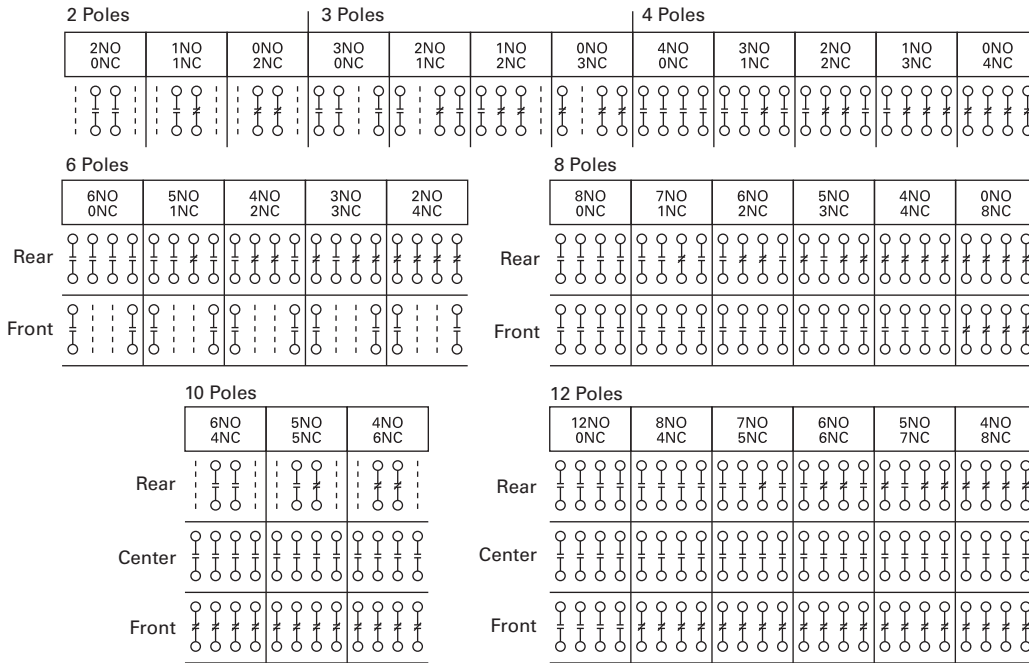 2 Poles 3 Poles 4 Poles
2NO 1NO 0NO 3NO 2NO 1NO 0NO 4NO 3NO 2NO 1NO 0NO
0NC 1NC 2NC 0NC 1NC 2NC 3NC 0NC 1NC 2NC 3NC 4NC
6 Poles
6NO 5NO 4NO 3NO 2NO
0NC 1NC 2NC 3NC 4NC
Rear
Front
8 Poles
8NO 7NO 6NO 5NO 4NO 0NO
0NC 1NC 2NC 3NC 4NC 8NC
Rear
Front
10 Poles
6NO 5NO 4NO
4NC 5NC 6NC
Rear
Center
Front
12 Poles
12NO 8NO 7NO 6NO 5NO 4NO
0NC 4NC 5NC 6NC 7NC 8NC
Rear
Center
Front